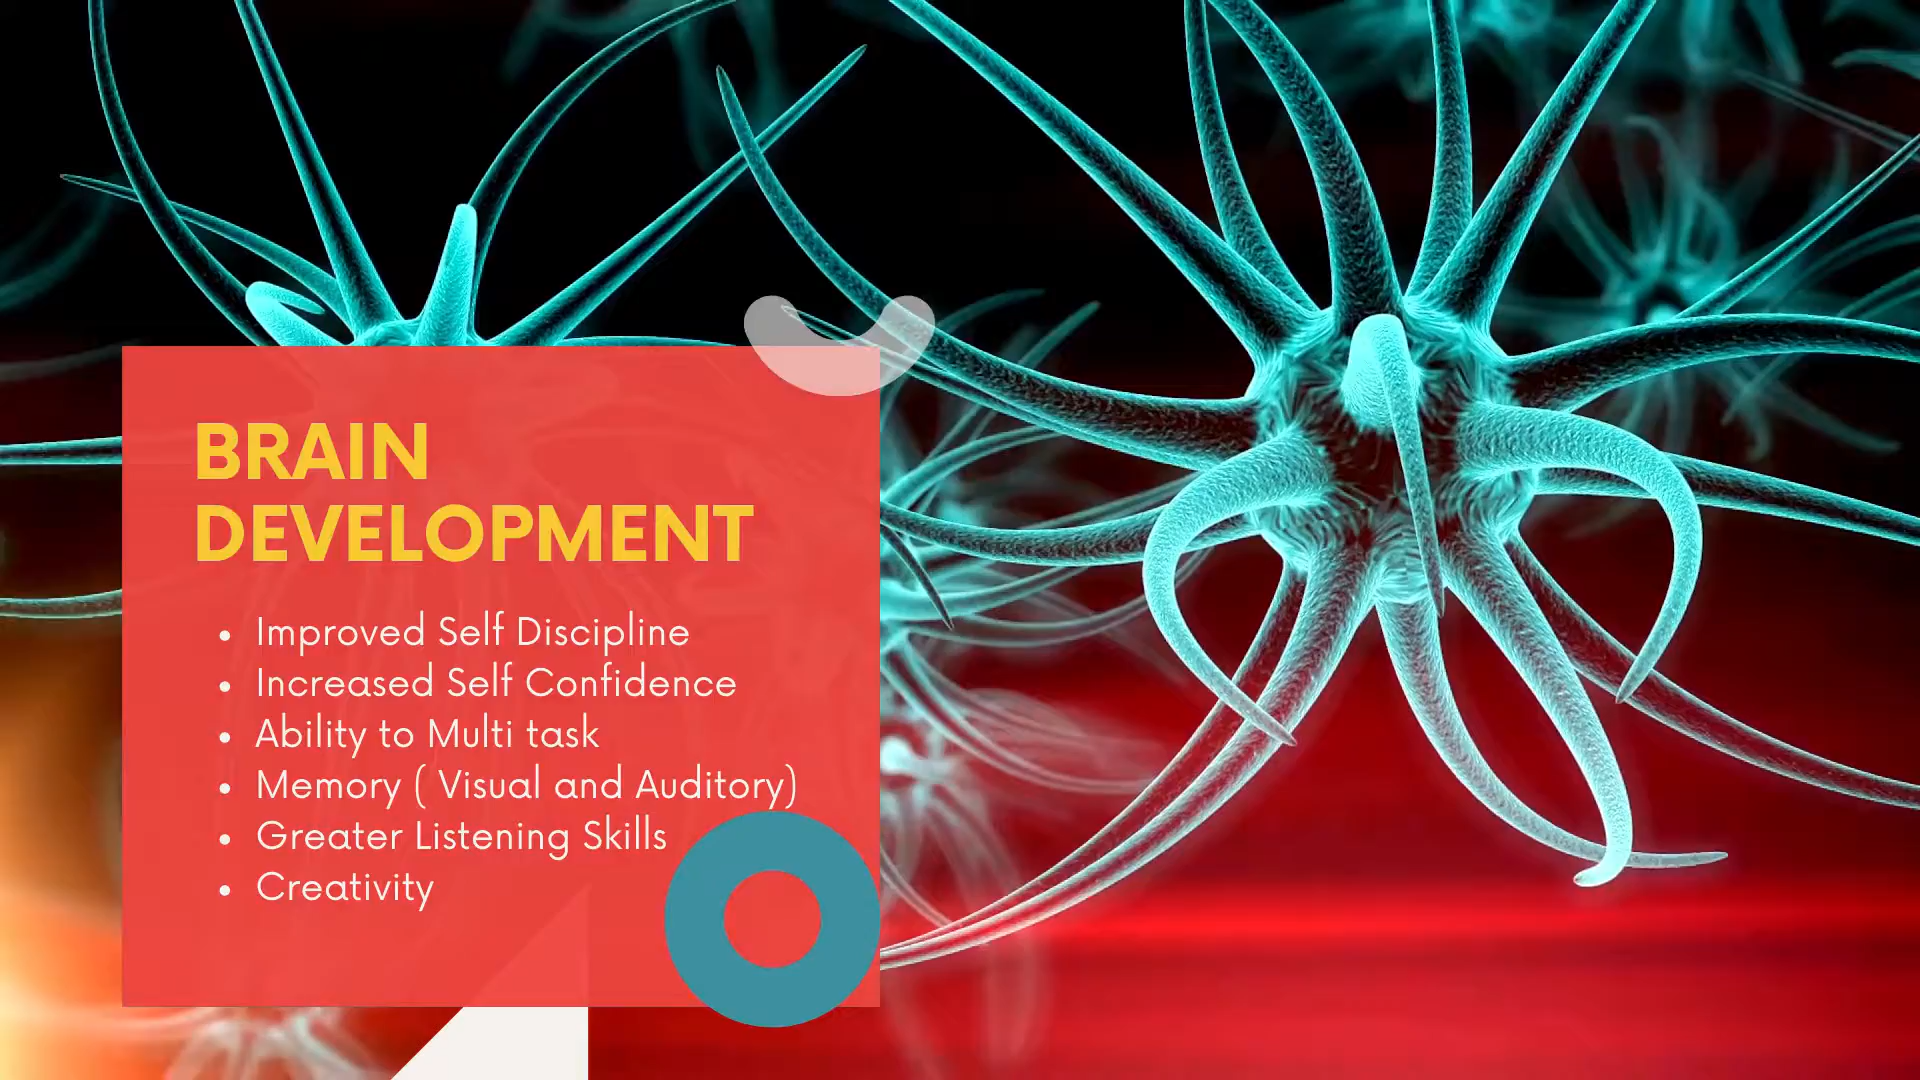 BRAIN
DEVELOPMENT
• Improved Self Discipline
• Increased Self Confidence
• Ability to Multi task
• Memory ( Visual and Auditory)
• Greater Listening Skills
• Creativity